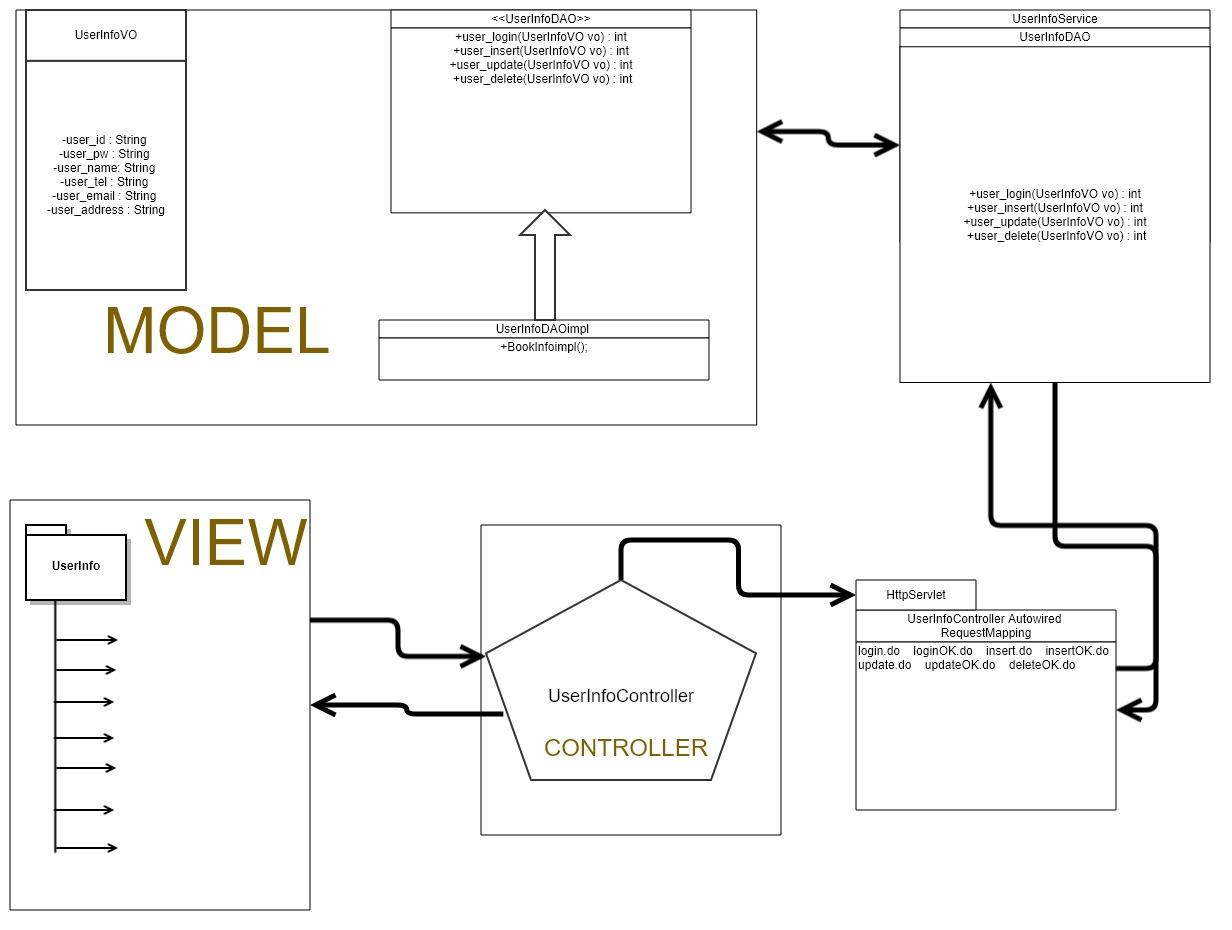 UserInfoVO
-user_id : String
-user_pw : String
-user_name: String
-user_tel : String
-user_email : String
-user_address : String
<<UserInfoDAO>>
+user_login(UserInfoVO vo) : int
+user_insert(UserInfoVO vo) : int
+user_update(UserInfoVO vo) : int
+user_delete(UserInfoVO vo) : int
MODEL
UserInfoDAOimpl
+BookInfoimpl();
UserInfoService
UserInfoDAO
+user_login(UserInfoVO vo) : int
+user_insert(UserInfoVO vo) : int
+user_update(UserInfoVO vo) : int
+user_delete(UserInfoVO vo) : int
VIEW
UserInfo
UserInfoController
CONTROLLER
HttpServlet
UserInfoController Autowired
RequestMapping
login.do loginOK.do insert.do insertOK.do
update.do updateOK.do deleteOK.do